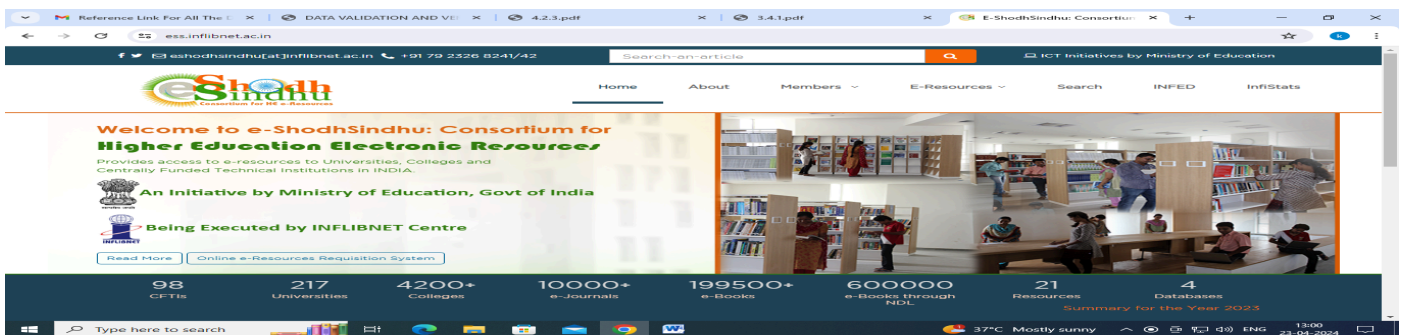 Reference Link For All The D
DATA VALIDATION AND VE
4.2.3.pdf
3.4.1.pdf
E-ShodhSindhu: Consortium
ess.inflibnet.ac.in
k
eshodhsindhu[at]inflibnet.ac.in +91 79 2326 8241/42
Search-an-article
ICT Initiatives by Ministry of Education
eShodh
Sindhu
Consortium for HE e-Resources
Home About Members E-Resources Search INFED InfiStats
Welcome to e-ShodhSindhu: Consortium for
Higher Education Electronic Resources
Provides access to e-resources to Universities, Colleges and
Centrally Funded Technical Institutions in INDIA.
An Initiative by Ministry of Education, Govt of India
Being Executed by INFLIBNET Centre
INFLIBNET
Read More Online e-Resources Requisition System
98 217 4200+ 10000+ 199500+ 600000 21 4
CFTIs Universities Colleges e-Journals e-Books e-Books through NDL Resources Databases
Summary for the Year 2023
Type here to search
37°C Mostly sunny ENG 13:00
23-04-2024